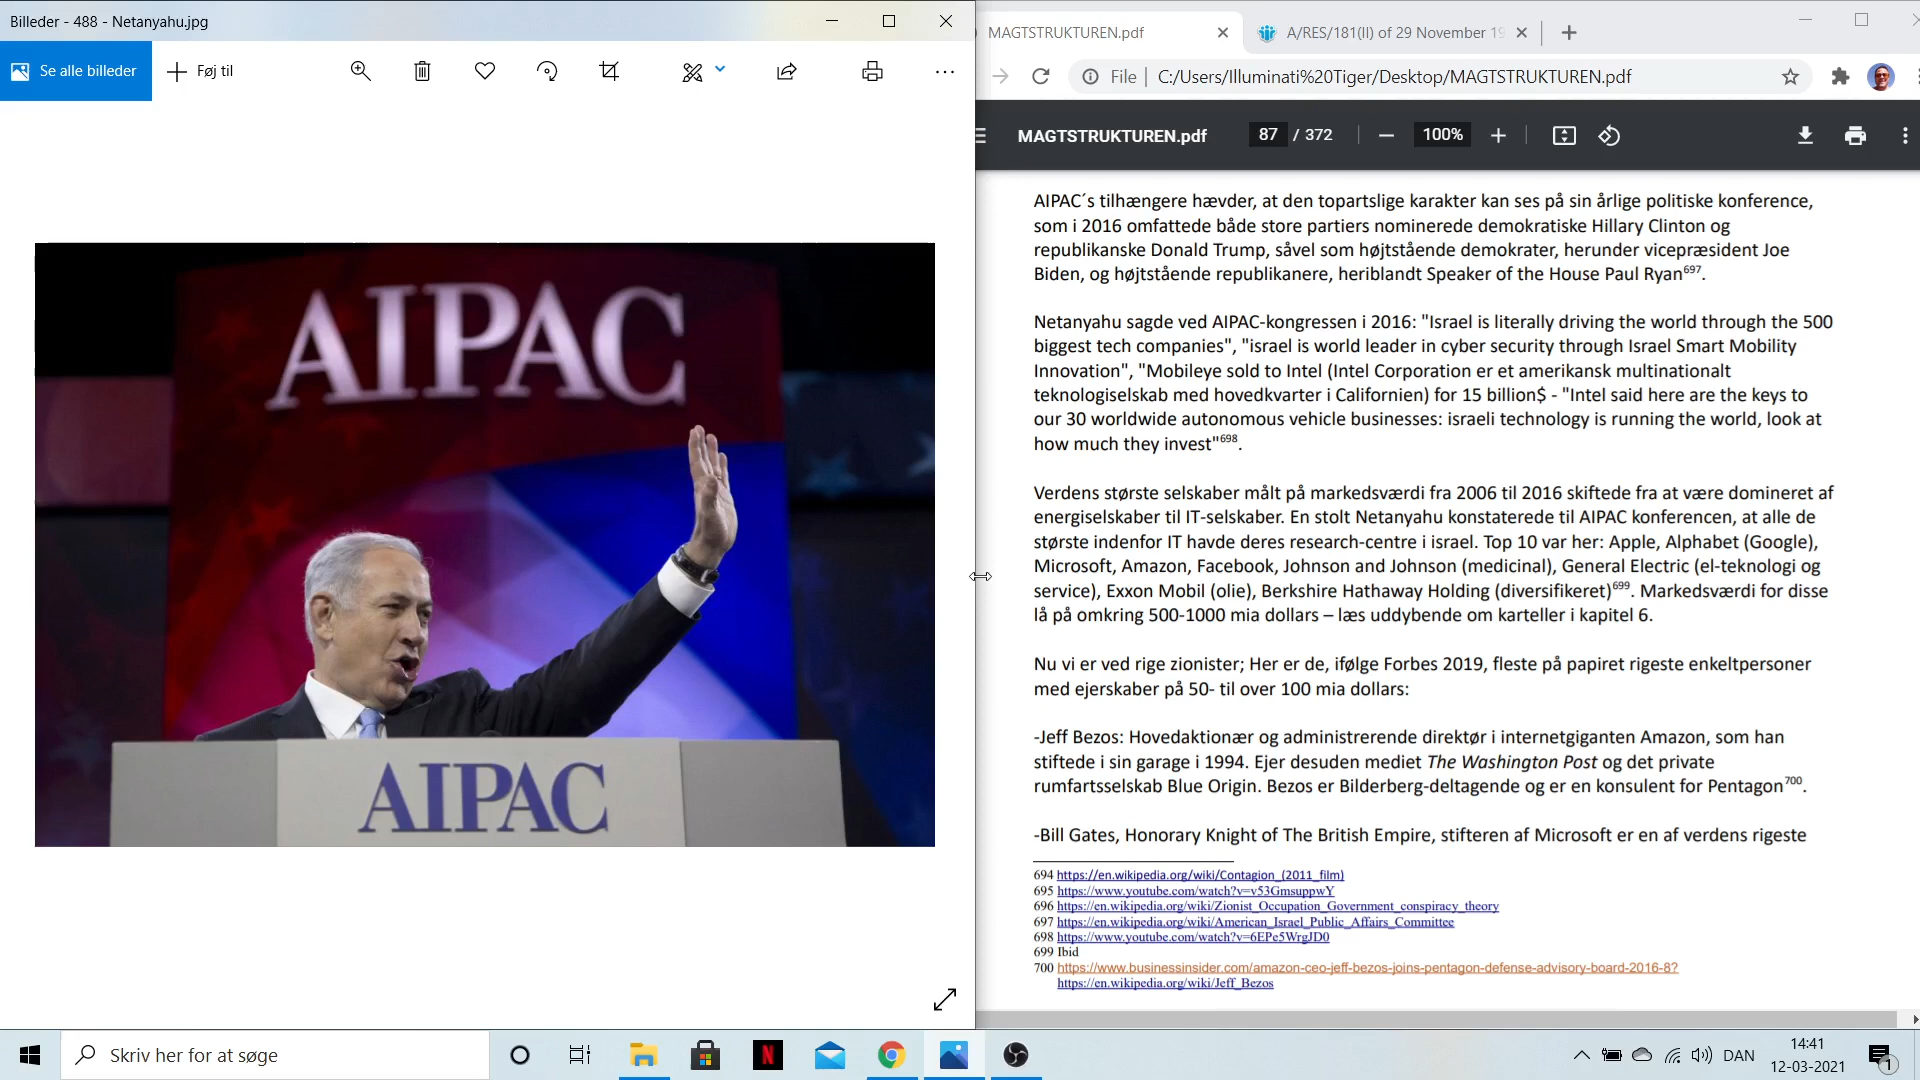 Billeder - 488 - Netanyahu.jpg
Se alle billeder
Føj til
AIPAC
AIPAC
MAGTSTRUKTUREN.pdf
A/RES/181(II) of 29 November 19
File
C:/Users/Illuminati%20Tiger/Desktop/MAGTSTRUKTUREN.pdf
MAGTSTRUKTUREN.pdf
87 / 372
100%
AIPAC´s tilhængere hævder, at den topartslige karakter kan ses på sin årlige politiske konference,
som i 2016 omfattede både store partiers nominerede demokratiske Hillary Clinton og
republikanske Donald Trump, såvel som højtstående demokrater, herunder vicepræsident Joe
Biden, og højtstående republikanere, heriblandt Speaker of the House Paul Ryan697.
Netanyahu sagde ved AIPAC-kongressen i 2016: "Israel is literally driving the world through the 500
biggest tech companies", "israel is world leader in cyber security through Israel Smart Mobility
Innovation", "Mobileye sold to Intel (Intel Corporation er et amerikansk multinationalt
teknologiselskab med hovedkvarter i Californien) for 15 billion$ - "Intel said here are the keys to
our 30 worldwide autonomous vehicle businesses: israeli technology is running the world, look at
how much they invest"698.
Verdens største selskaber målt på markedsværdi fra 2006 til 2016 skiftede fra at være domineret af
energiselskaber til IT-selskaber. En stolt Netanyahu konstaterede til AIPAC konferencen, at alle de
største indenfor IT havde deres research-centre i israel. Top 10 var her: Apple, Alphabet (Google),
Microsoft, Amazon, Facebook, Johnson and Johnson (medicinal), General Electric (el-teknologi og
service), Exxon Mobil (olie), Berkshire Hathaway Holding (diversifikeret)699. Markedsværdi for disse
lå på omkring 500-1000 mia dollars – læs uddybende om karteller i kapitel 6.
Nu vi er ved rige zionister; Her er de, ifølge Forbes 2019, fleste på papiret rigeste enkeltpersoner
med ejerskaber på 50- til over 100 mia dollars:
-Jeff Bezos: Hovedaktionær og administrerende direktør i internetgiganten Amazon, som han
stiftede i sin garage i 1994. Ejer desuden mediet The Washington Post og det private
rumfartsselskab Blue Origin. Bezos er Bilderberg-deltagende og er en konsulent for Pentagon700.
-Bill Gates, Honorary Knight of The British Empire, stifteren af Microsoft er en af verdens rigeste
694 https://en.wikipedia.org/wiki/Contagion_(2011_film)
695 https://www.youtube.com/watch?v=v53GmsuppwY
696 https://en.wikipedia.org/wiki/Zionist_Occupation_Government_conspiracy_theory
697 https://en.wikipedia.org/wiki/American_Israel_Public_Affairs_Committee
698 https://www.youtube.com/watch?v=6EPe5WrgJD0
699 Ibid
700 https://www.businessinsider.com/amazon-ceo-jeff-bezos-joins-pentagon-defense-advisory-board-2016-8?
https://en.wikipedia.org/wiki/Jeff_Bezos
Skriv her for at søge
N
DAN
14:41
12-03-2021
1